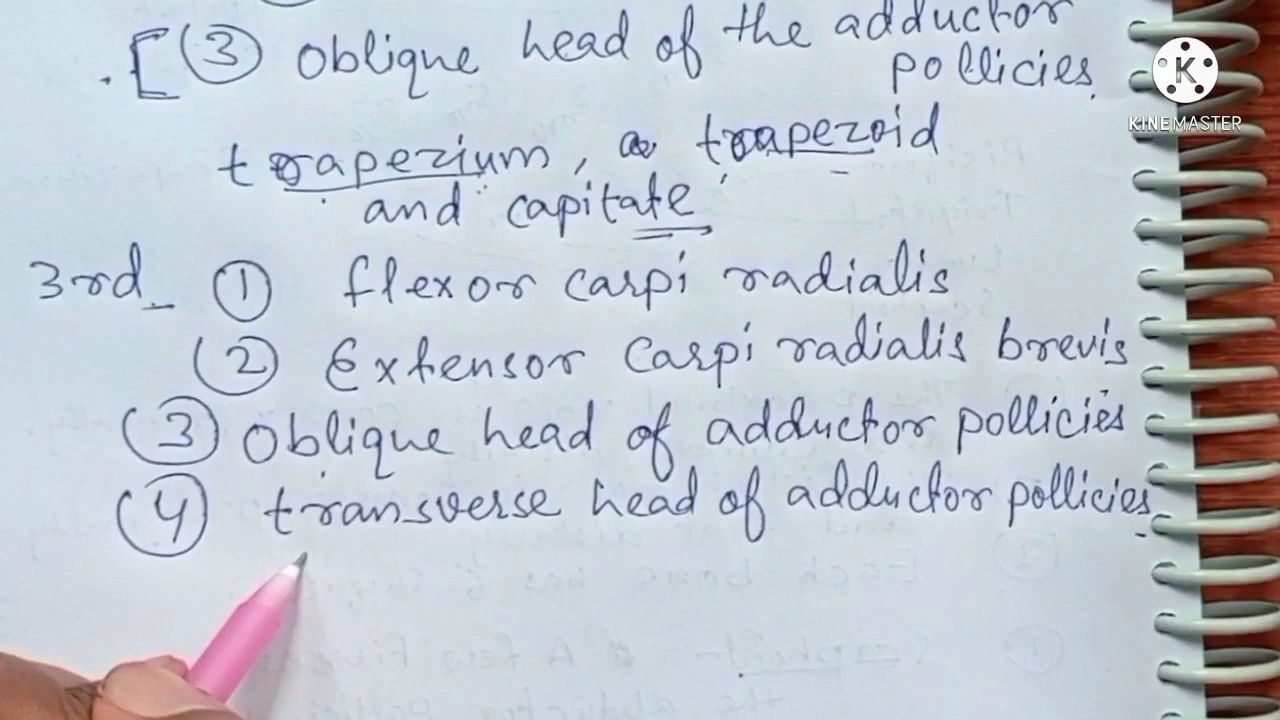 [ ③ Oblique head of the adductor
pollicies.
KINEMASTER
trapezium, trapezoid
and capitate
3rd - ① flexor carpi radialis
② Extensor carpi radialis brevis
③ Oblique head of adductor pollicies
④ transverse head of adductor pollicies